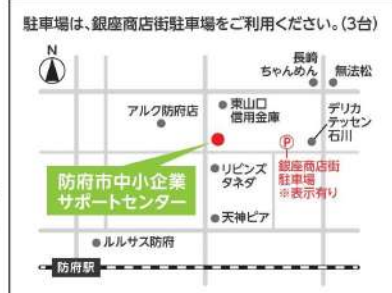 駐車場は、銀座商店街駐車場をご利用ください。(3台)
N
長崎
ちゃんめん
無法松
アルク防府店
東山口
信用金庫
デリカ
テッセン
石川
P
銀座商店街
駐車場
※表示有り
防府市中小企業
サポートセンター
リビンズ
タネダ
天神ピア
ルルサス防府
防府駅